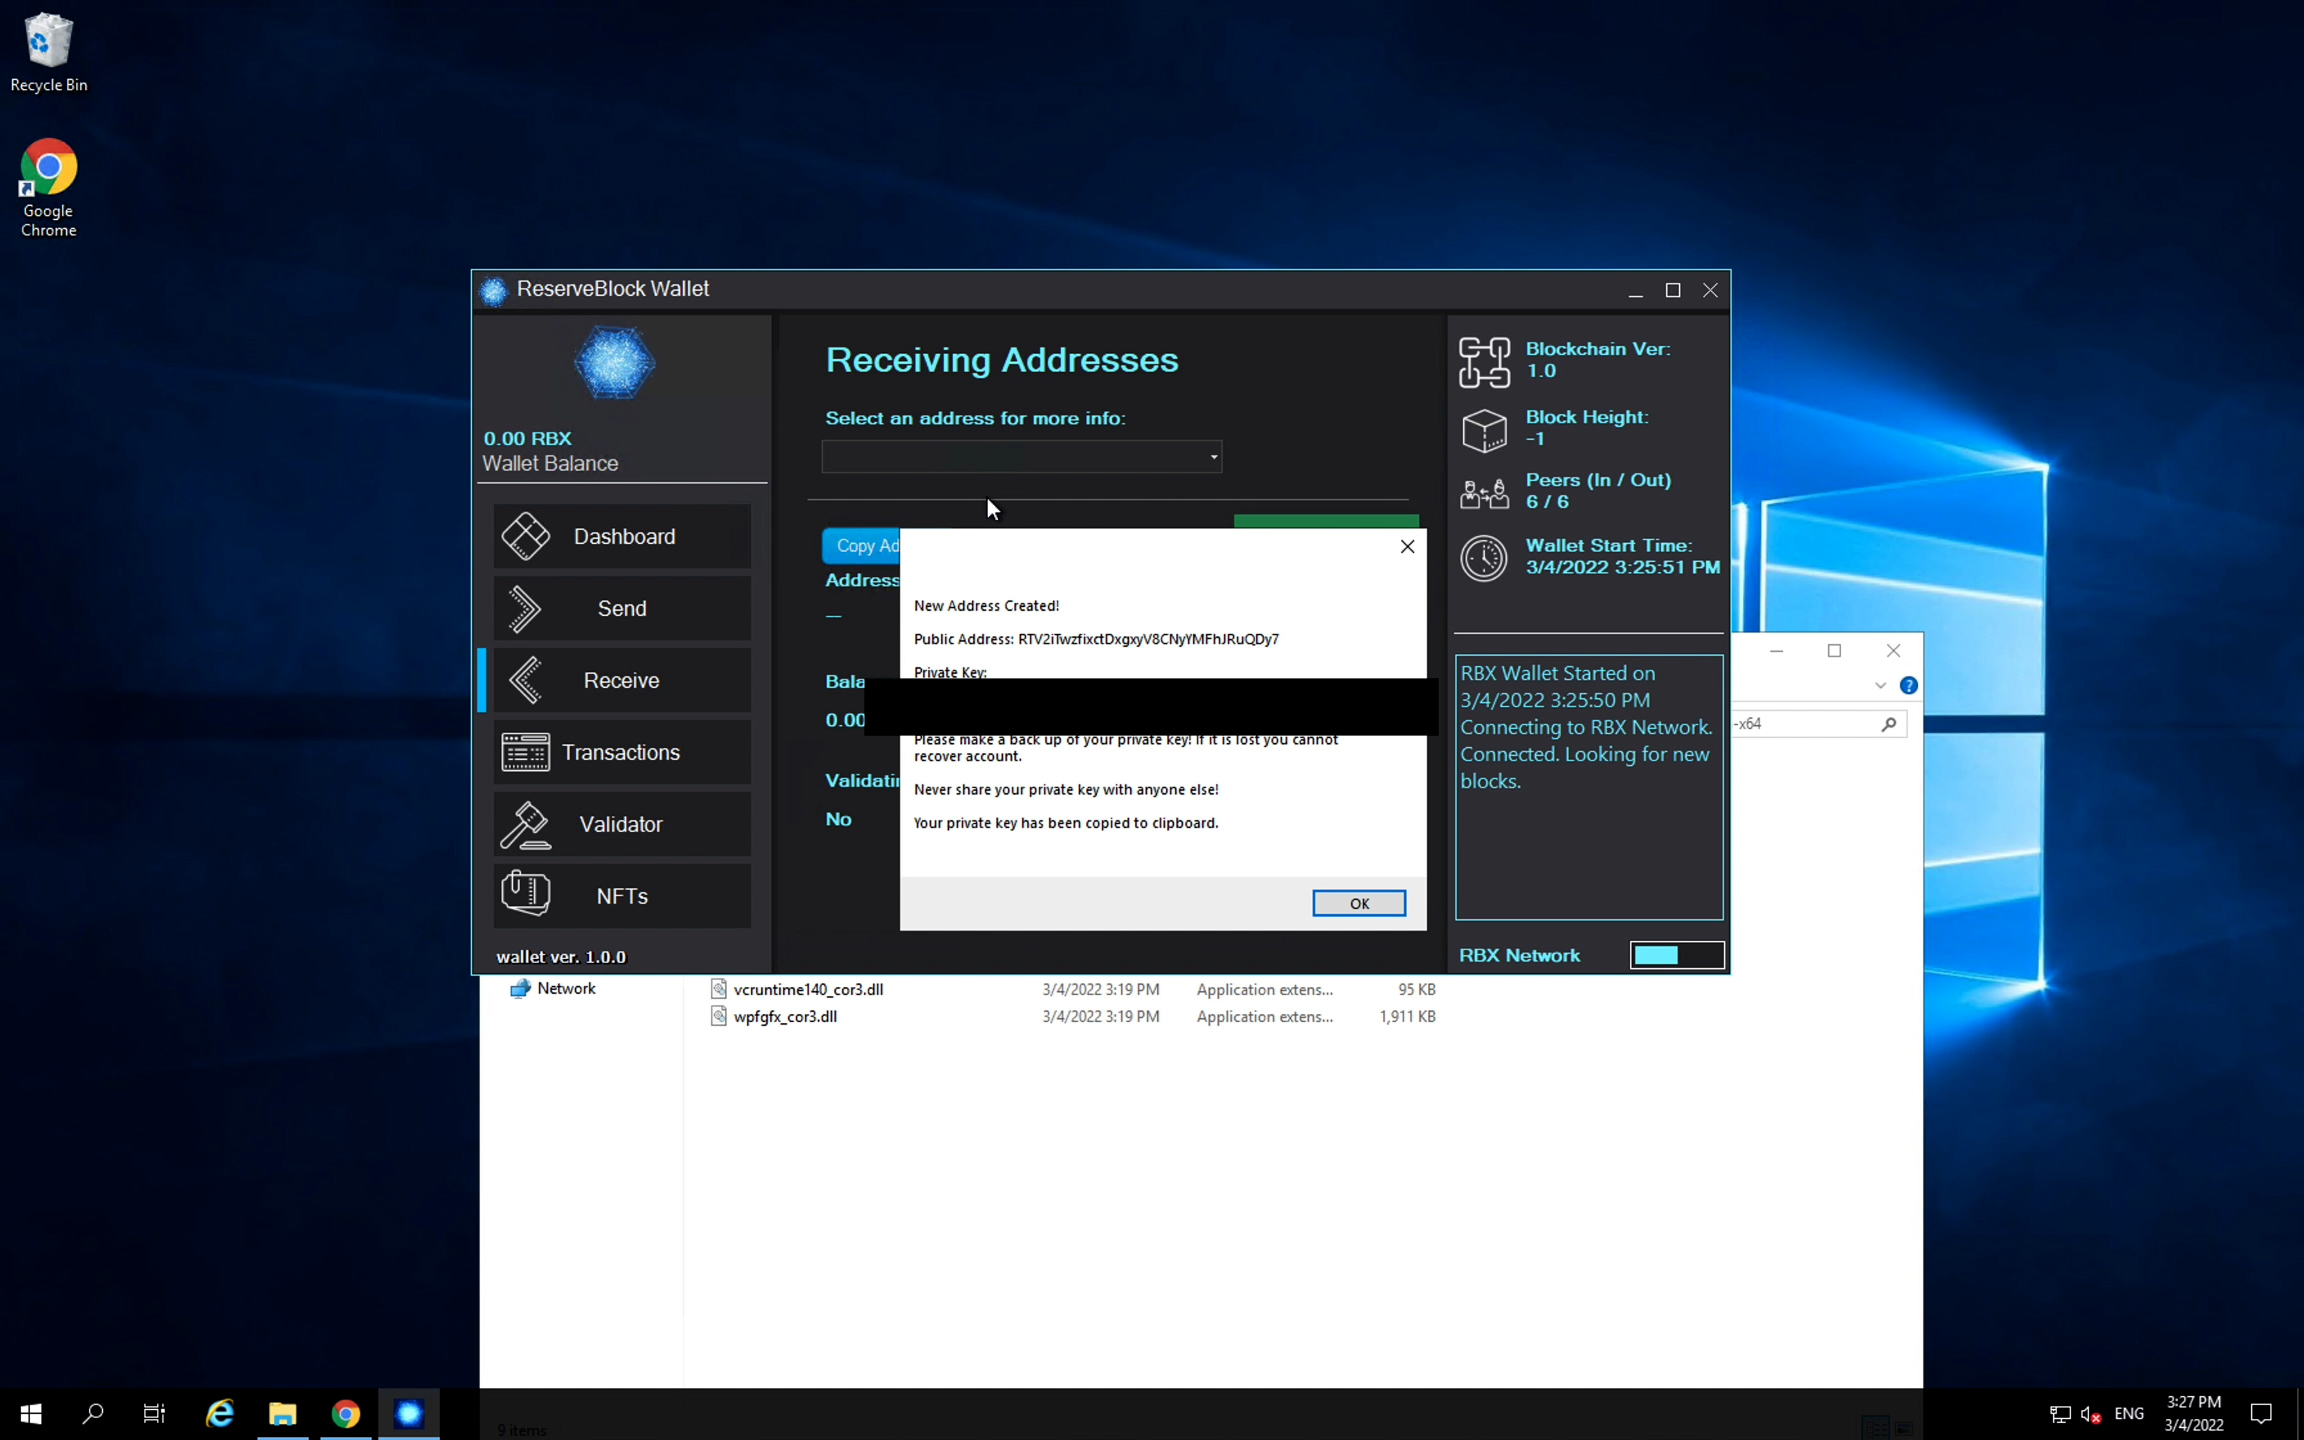 Recycle Bin
Google
Chrome
ReserveBlock Wallet
0.00 RBX
Wallet Balance
Dashboard
Send
Receive
Transactions
Validator
NFTs
wallet ver. 1.0.0
Receiving Addresses
Select an address for more info:
Copy Ad
Address
—
Bala
0.00
Validatin
No
New Address Created!
Public Address: RTV2iTwzfixctDxgxyV8CNyYMFhJRuQDy7
Private Key:
Please make a back up of your private key! If it is lost you cannot
recover account.
Never share your private key with anyone else!
Your private key has been copied to clipboard.
OK
Blockchain Ver:
1.0
Block Height:
-1
Peers (In / Out)
6 / 6
Wallet Start Time:
3/4/2022 3:25:51 PM
RBX Wallet Started on
3/4/2022 3:25:50 PM
Connecting to RBX Network.
Connected. Looking for new
blocks.
RBX Network
-x64
Network
vcruntime140_cor3.dll 3/4/2022 3:19 PM Application extens... 95 KB
wpfgfx_cor3.dll 3/4/2022 3:19 PM Application extens... 1,911 KB
9 items
ENG
3:27 PM
3/4/2022